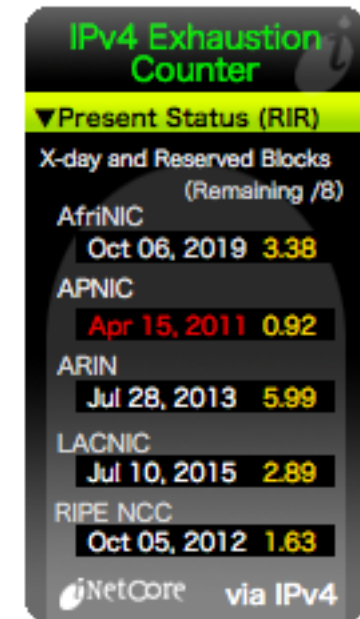 IPv4 Exhaustion
Counter
▼Present Status (RIR)
X-day and Reserved Blocks
(Remaining /8)
AfriNIC
Oct 06, 2019 3.38
APNIC
Apr 15, 2011 0.92
ARIN
Jul 28, 2013 5.99
LACNIC
Jul 10, 2015 2.89
RIPE NCC
Oct 05, 2012 1.63
iNetCore via IPv4